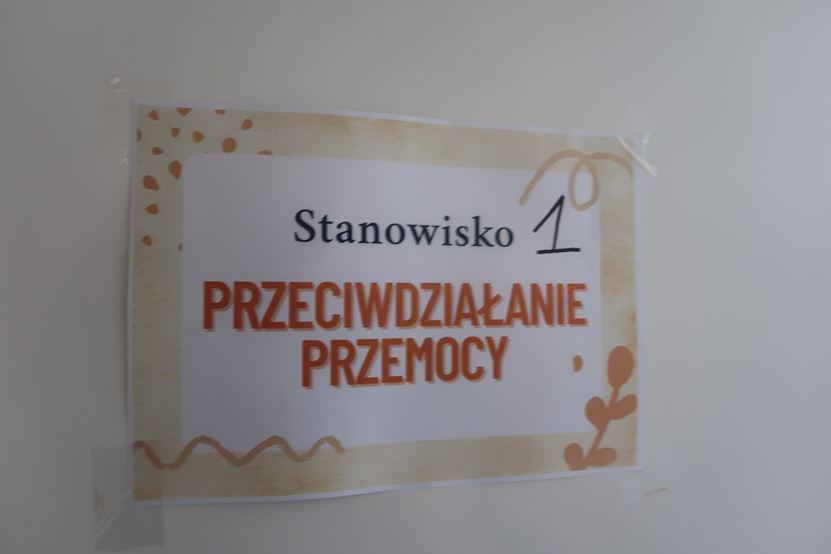 Stanowisko 1
PRZECIWDZIAŁANIE
PRZEMOCY